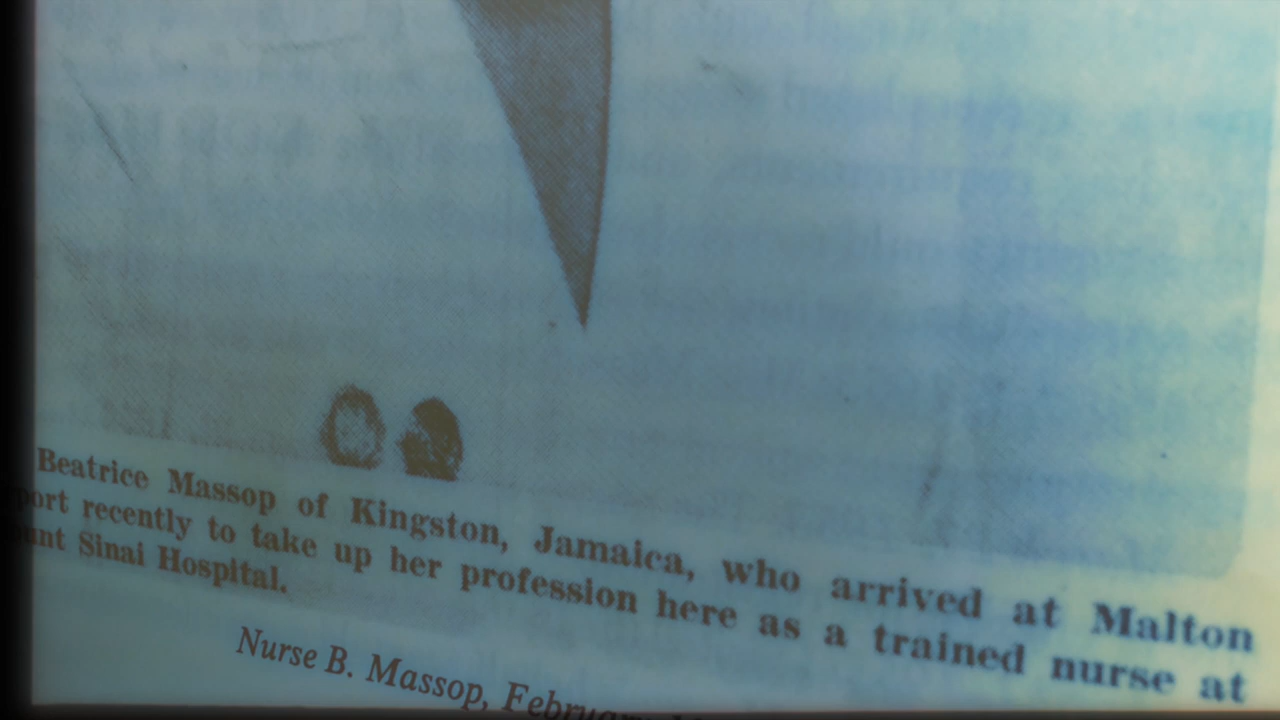 Beatrice Massop of Kingston, Jamaica, who arrived at Malton
port recently to take up her profession here as a trained nurse at
unt Sinai Hospital.
Nurse B. Massop,